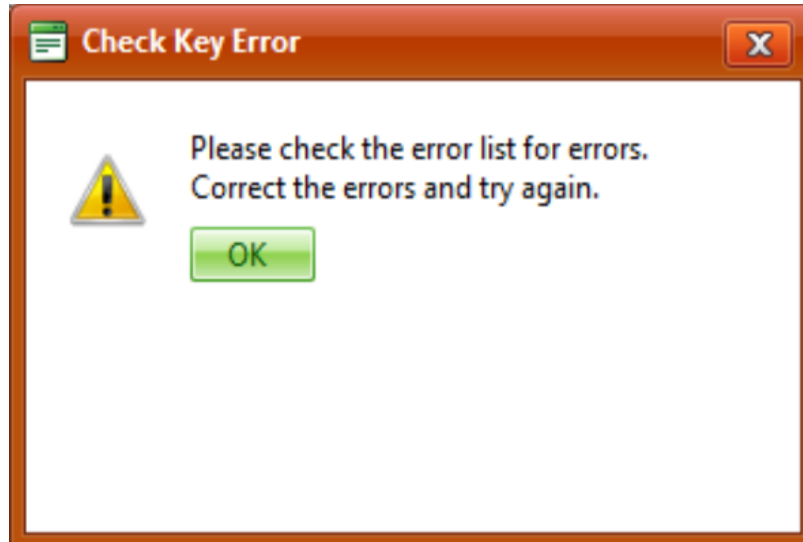 Check Key Error
Please check the error list for errors.
Correct the errors and try again.
OK